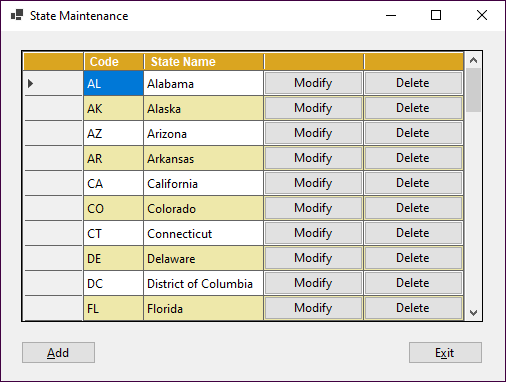 State Maintenance
Code State Name
AL Alabama Modify Delete
AK Alaska Modify Delete
AZ Arizona Modify Delete
AR Arkansas Modify Delete
CA California Modify Delete
CO Colorado Modify Delete
CT Connecticut Modify Delete
DE Delaware Modify Delete
DC District of Columbia Modify Delete
FL Florida Modify Delete
Add Exit